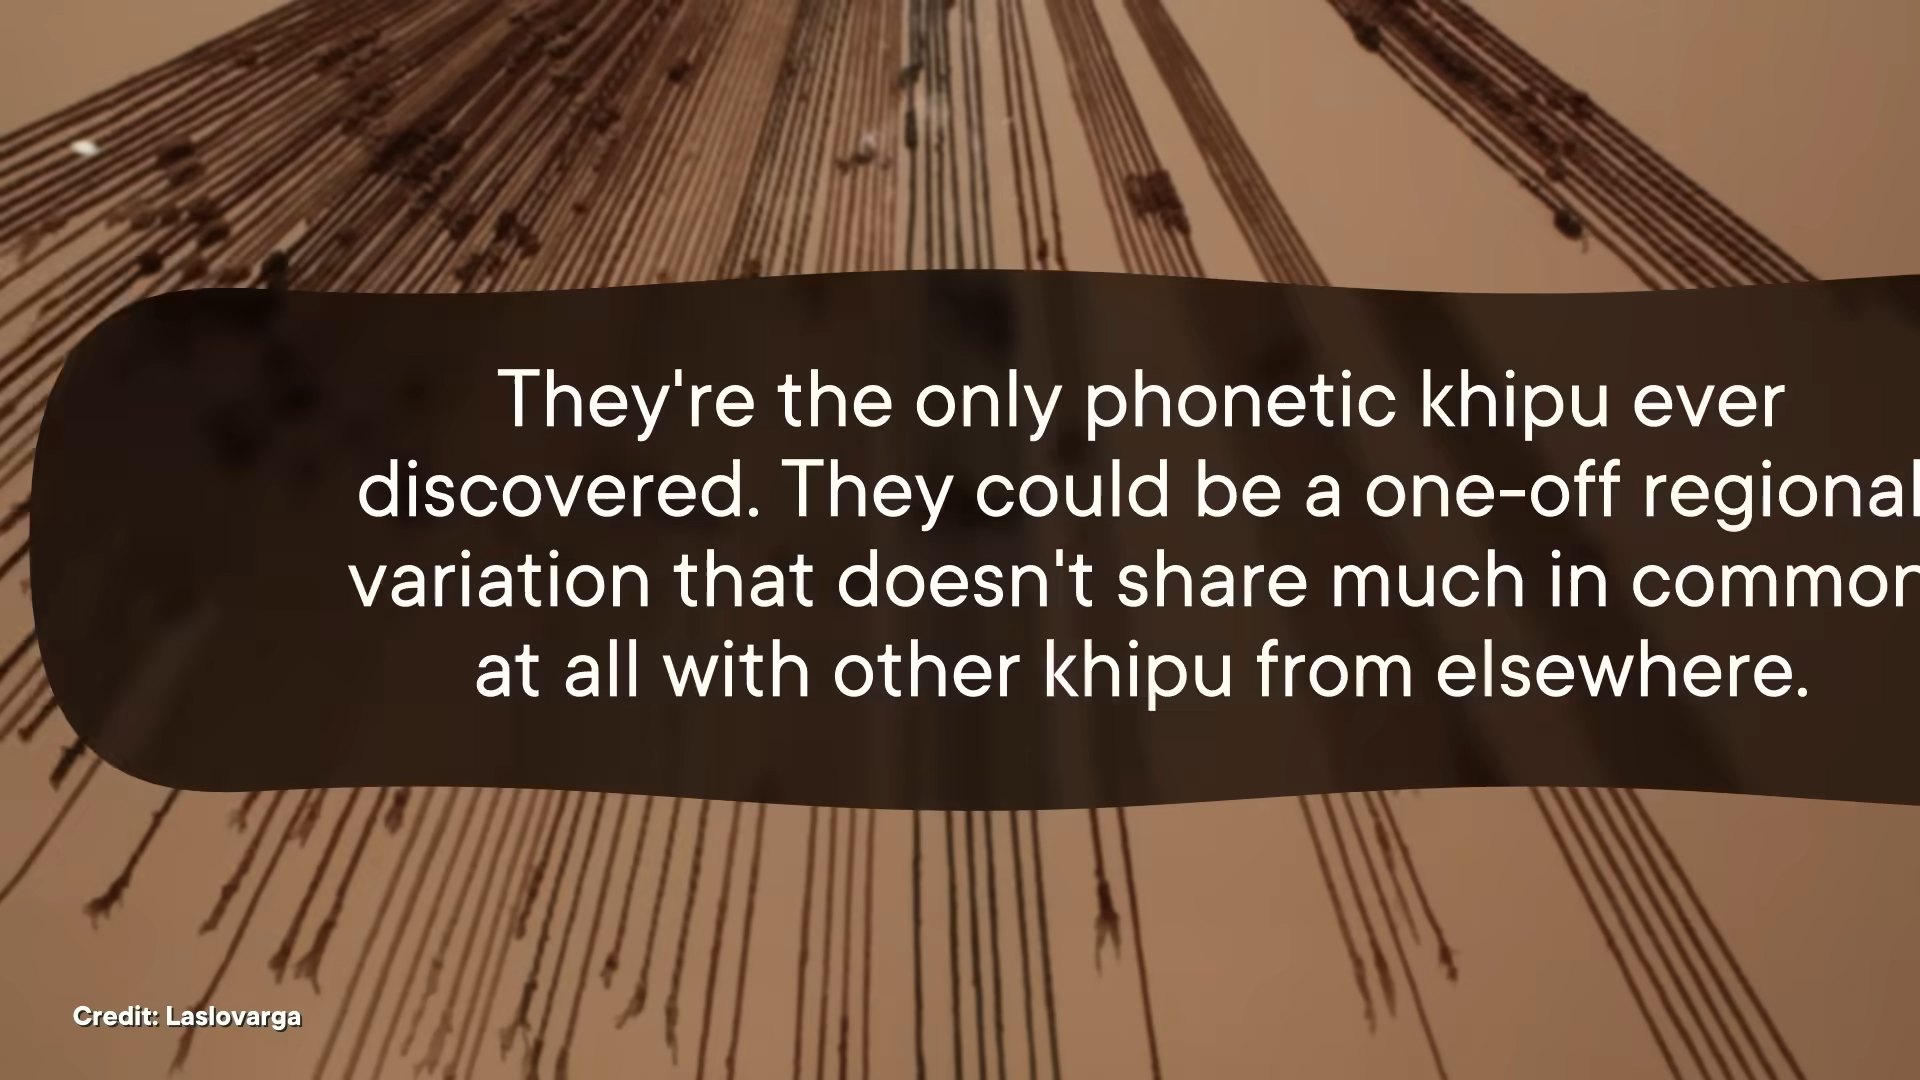 They're the only phonetic khipu ever
discovered. They could be a one-off regional
variation that doesn't share much in common
at all with other khipu from elsewhere.
Credit: Laslovarga